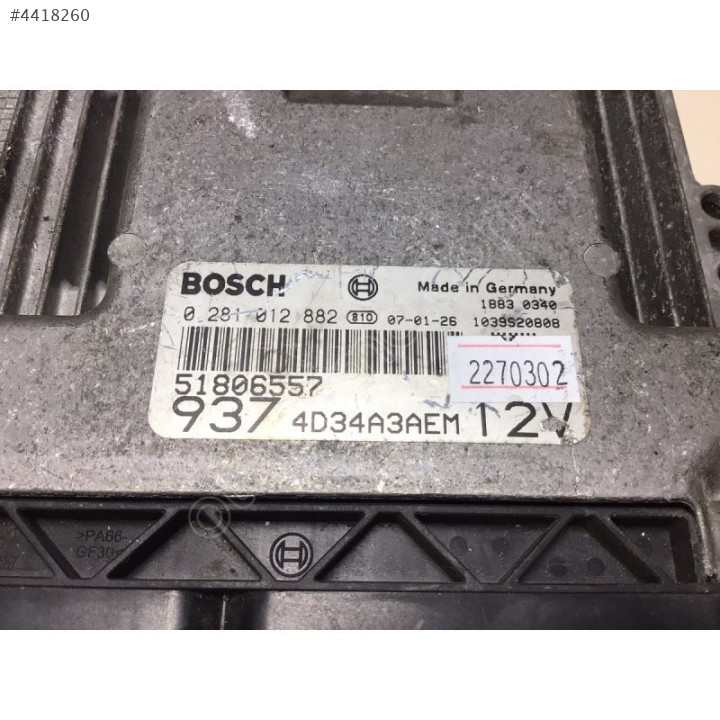 #4418260
BOSCH
Made in Germany
1883 0340
0 281 012 882 810 07-01-26 1039S20808
2270302
51806557
937 4D34A3AEM 12V
>PA66-
GF30<